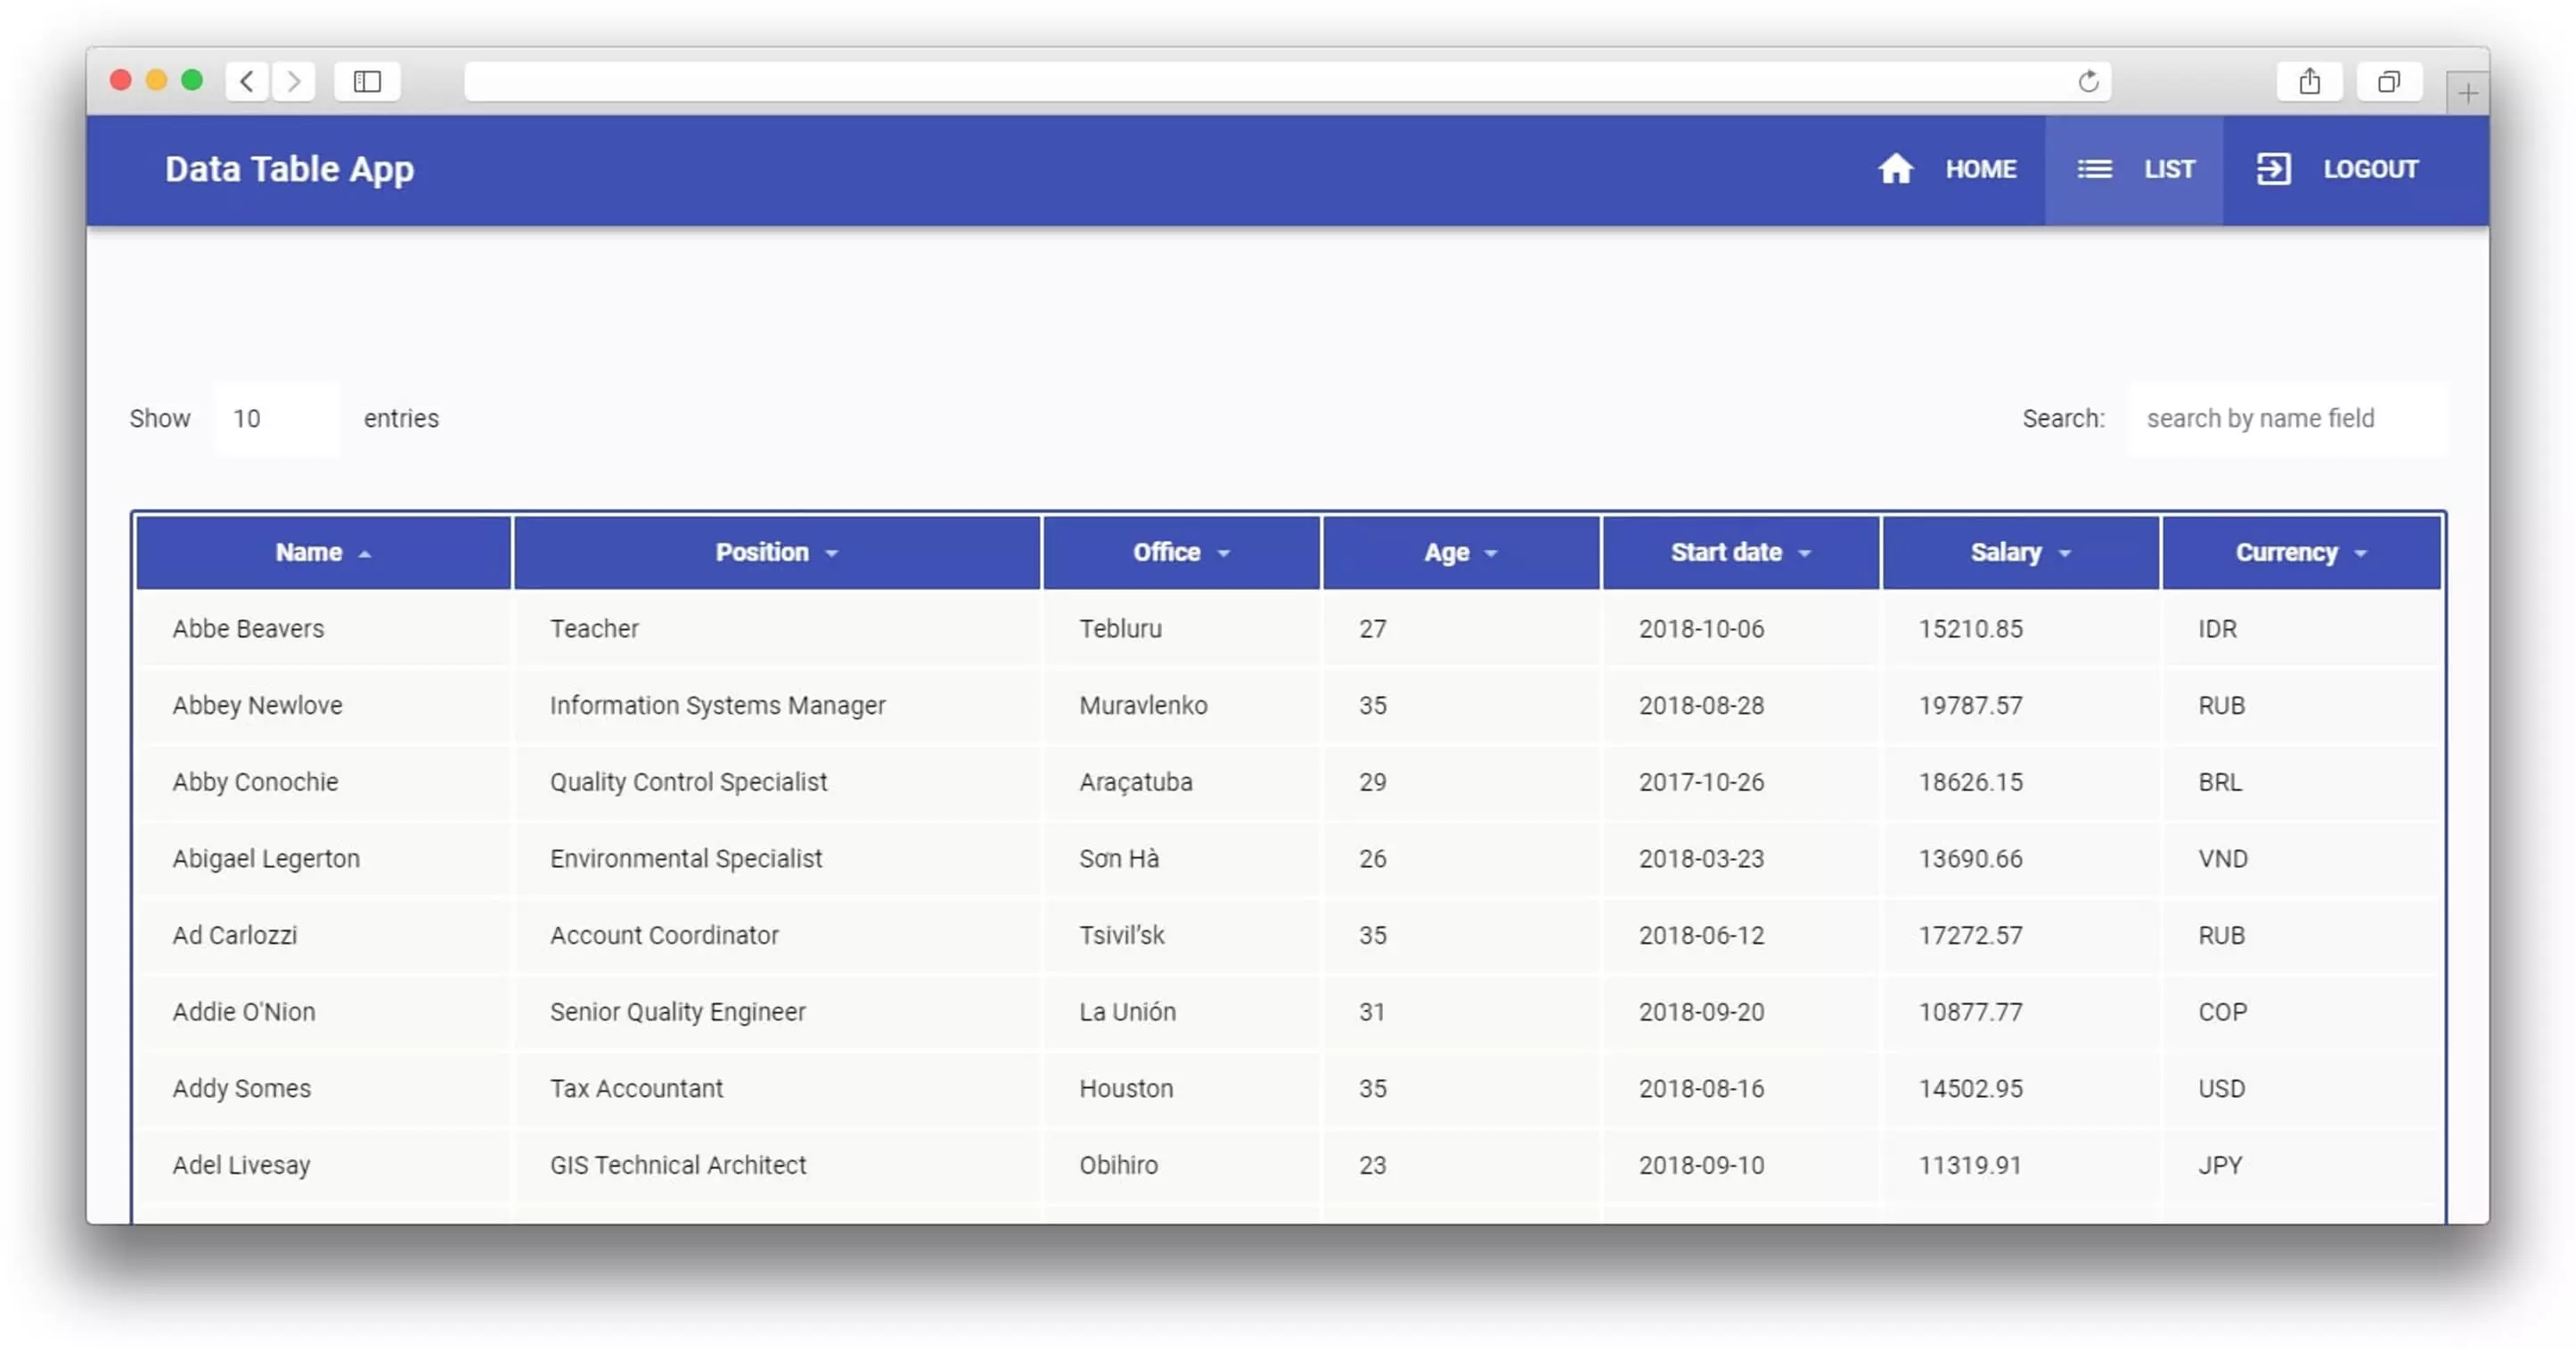 Data Table App HOME LIST LOGOUT
Show 10 entries Search: search by name field
Name Position Office Age Start date Salary Currency
Abbe Beavers Teacher Tebluru 27 2018-10-06 15210.85 IDR
Abbey Newlove Information Systems Manager Muravlenko 35 2018-08-28 19787.57 RUB
Abby Conochie Quality Control Specialist Araçatuba 29 2017-10-26 18626.15 BRL
Abigael Legerton Environmental Specialist Sơn Hà 26 2018-03-23 13690.66 VND
Ad Carlozzi Account Coordinator Tsivil’sk 35 2018-06-12 17272.57 RUB
Addie O'Nion Senior Quality Engineer La Unión 31 2018-09-20 10877.77 COP
Addy Somes Tax Accountant Houston 35 2018-08-16 14502.95 USD
Adel Livesay GIS Technical Architect Obihiro 23 2018-09-10 11319.91 JPY